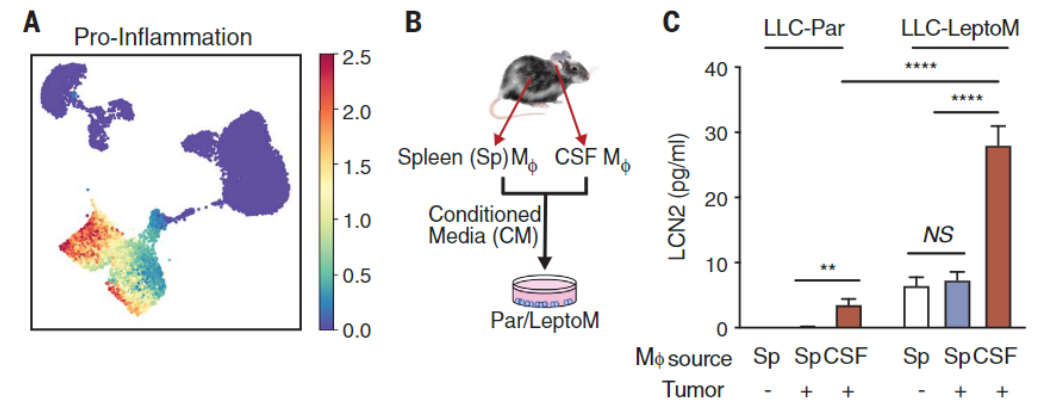 A
Pro-Inflammation
2.5
2.0
1.5
1.0
0.5
0.0
B
Spleen (Sp) Mϕ CSF Mϕ
Conditioned
Media (CM)
Par/LeptoM
C
LLC-Par LLC-LeptoM
LCN2 (pg/ml)
40
30
20
10
0
**
NS
****
****
Mϕ source Sp Sp CSF Sp Sp CSF
Tumor - + + - + +